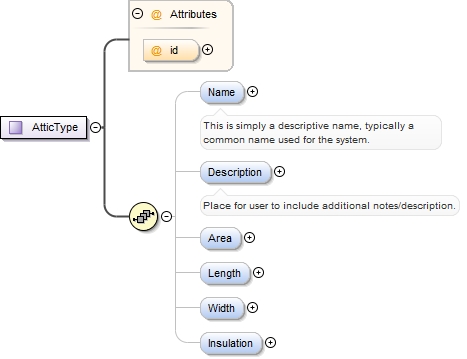 @ Attributes
@ id
AtticType
Name
This is simply a descriptive name, typically a
common name used for the system.
Description
Place for user to include additional notes/description.
Area
Length
Width
Insulation